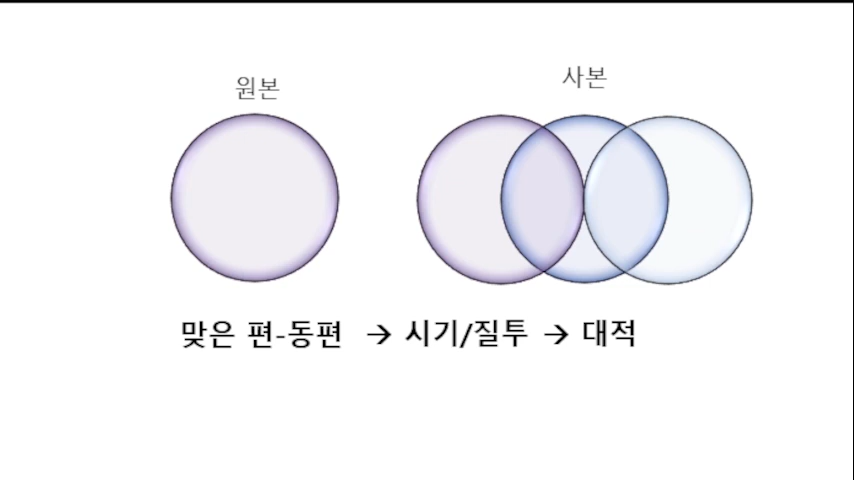 원본
사본
맞은 편-동편 → 시기/질투 → 대적